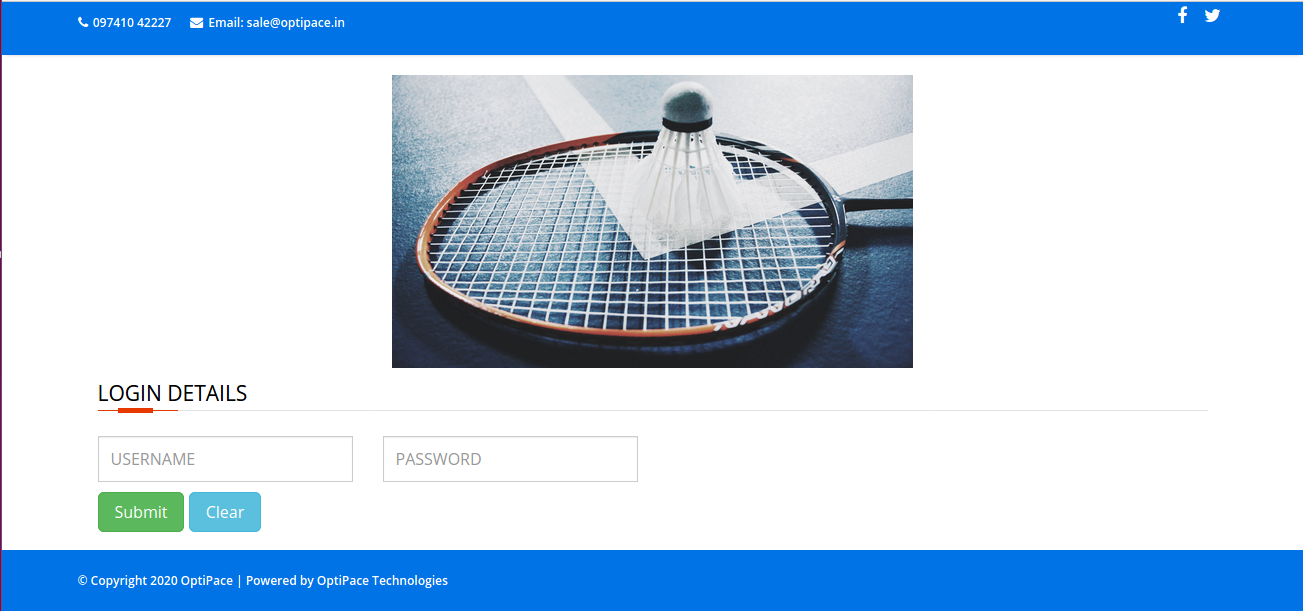 097410 42227 Email: sale@optipace.in
LOGIN DETAILS
USERNAME PASSWORD
Submit Clear
© Copyright 2020 OptiPace | Powered by OptiPace Technologies